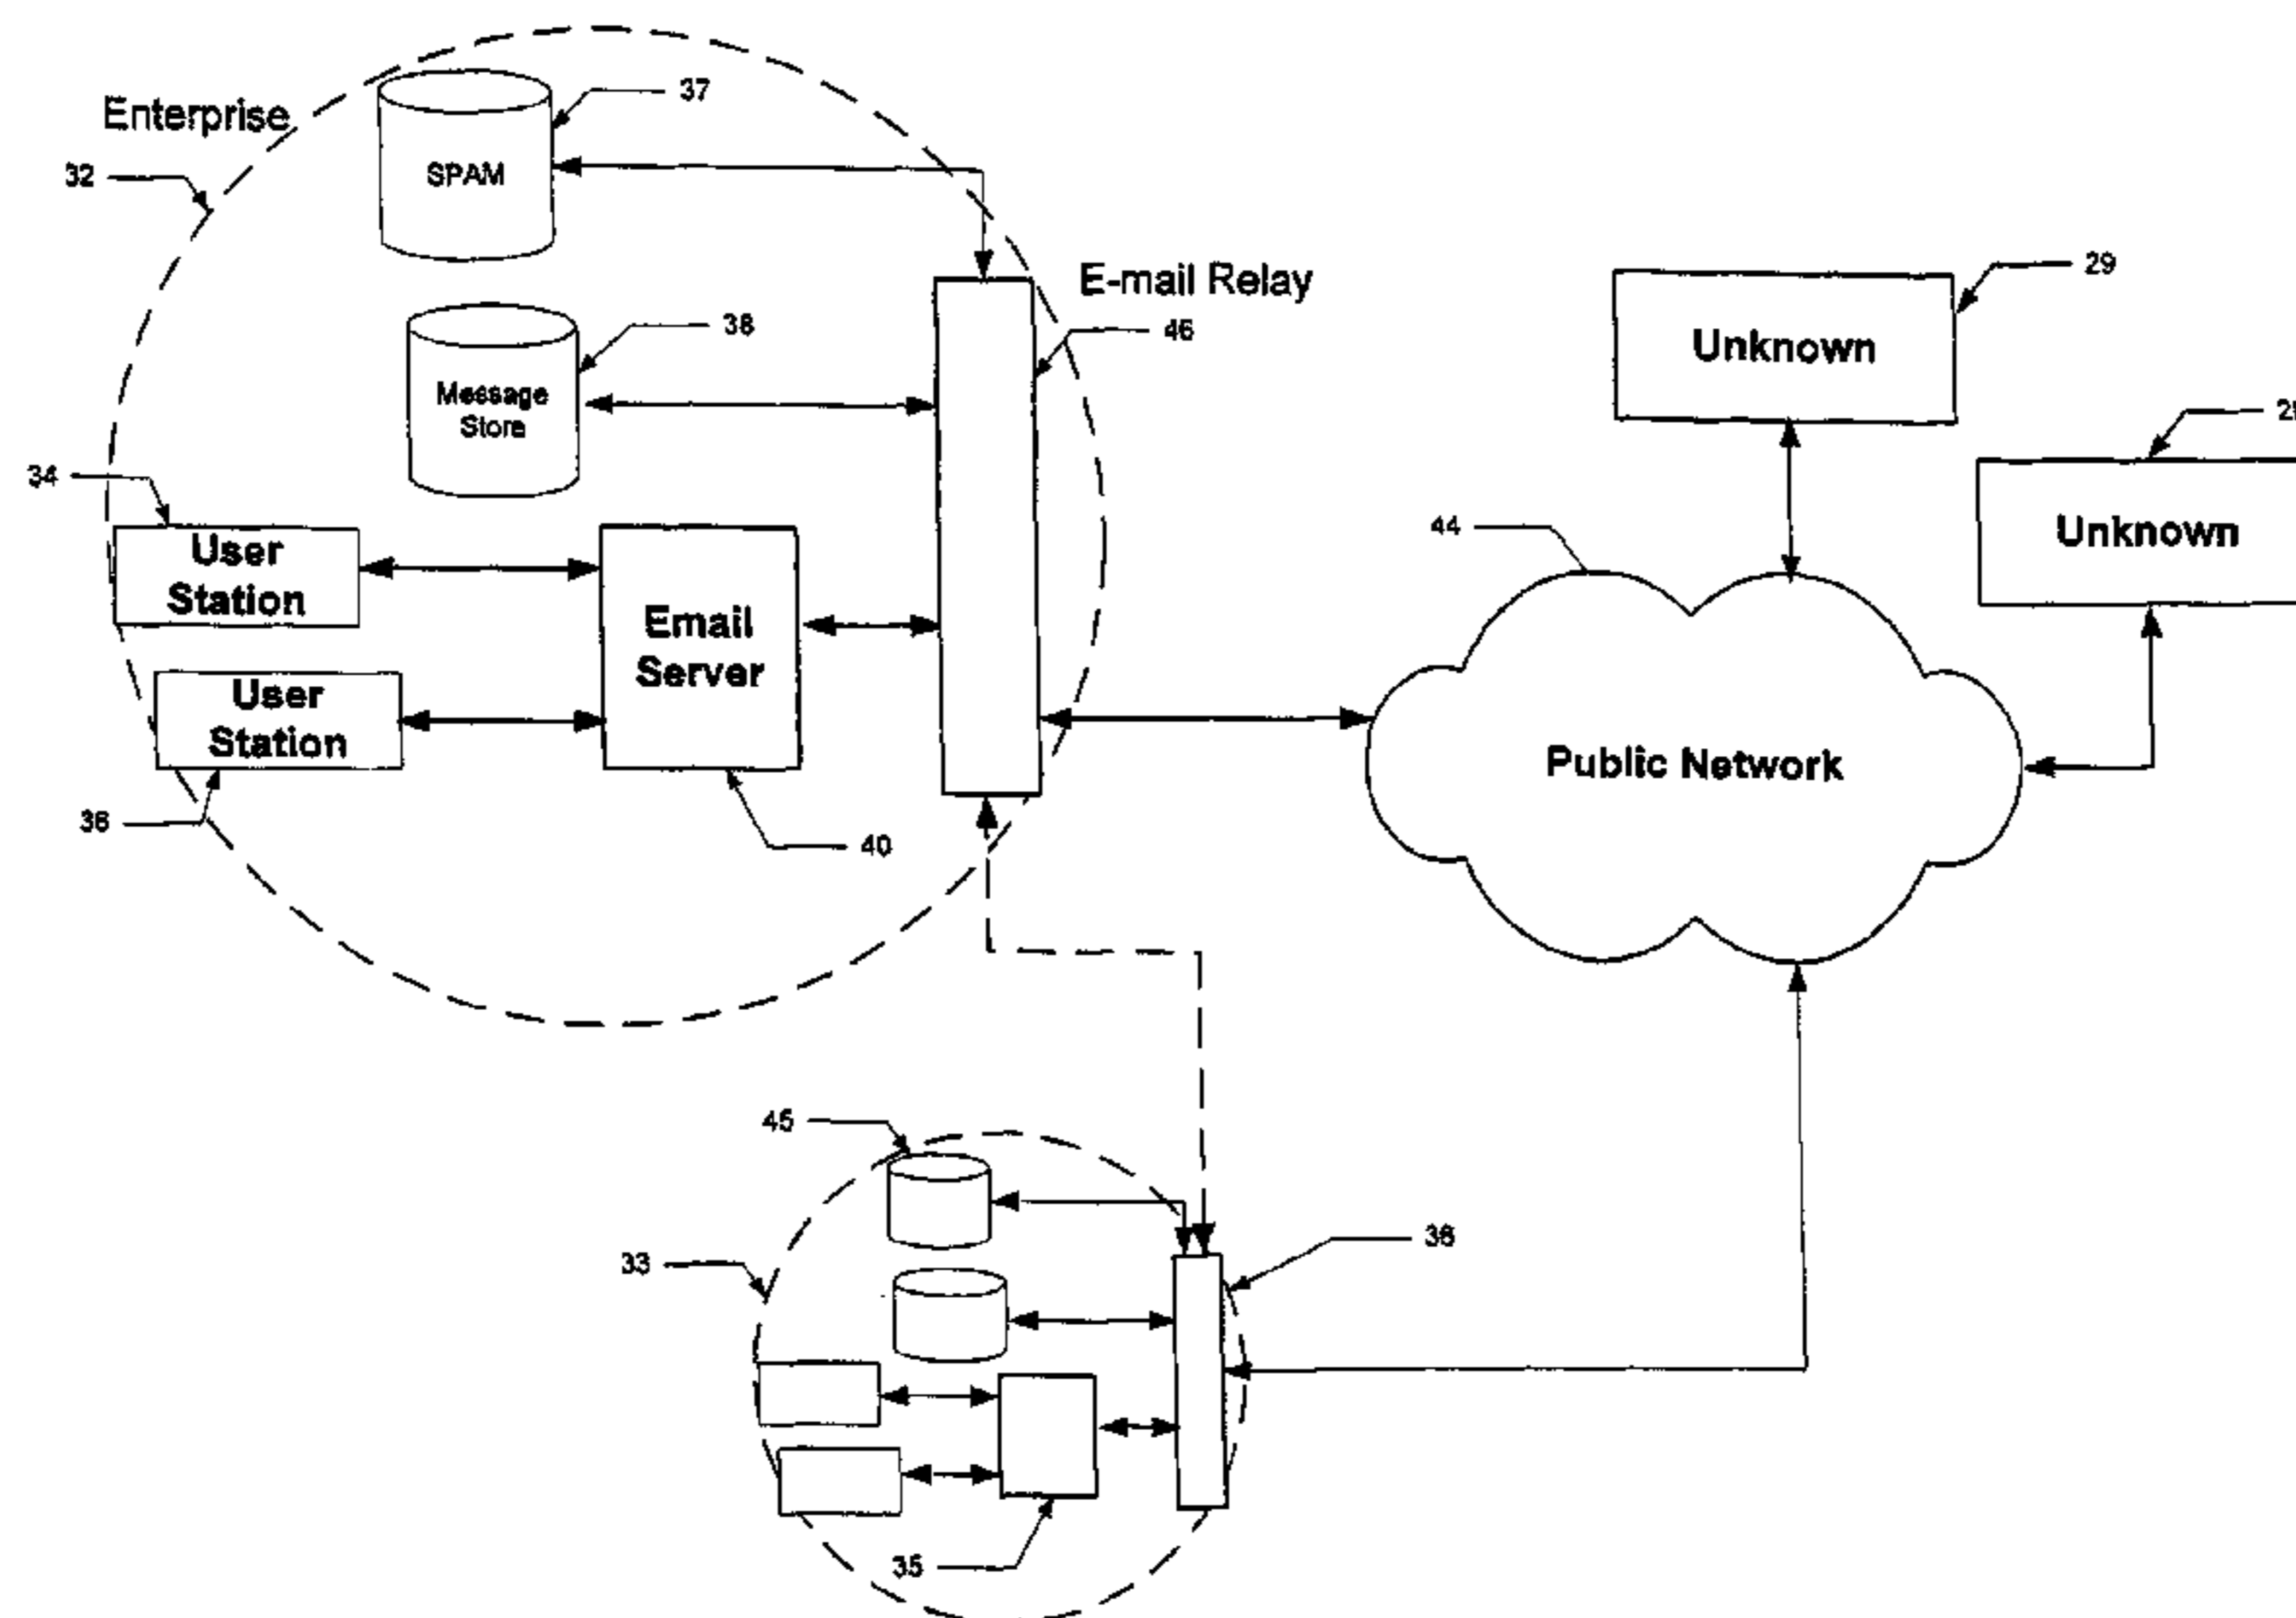 Enterprise
37
32
SPAM
E-mail Relay
46
29
Unknown
38
Message
Store
34
User
Station
Email
Server
44
Unknown
User
Station
Public Network
36
40
45
33
38
35